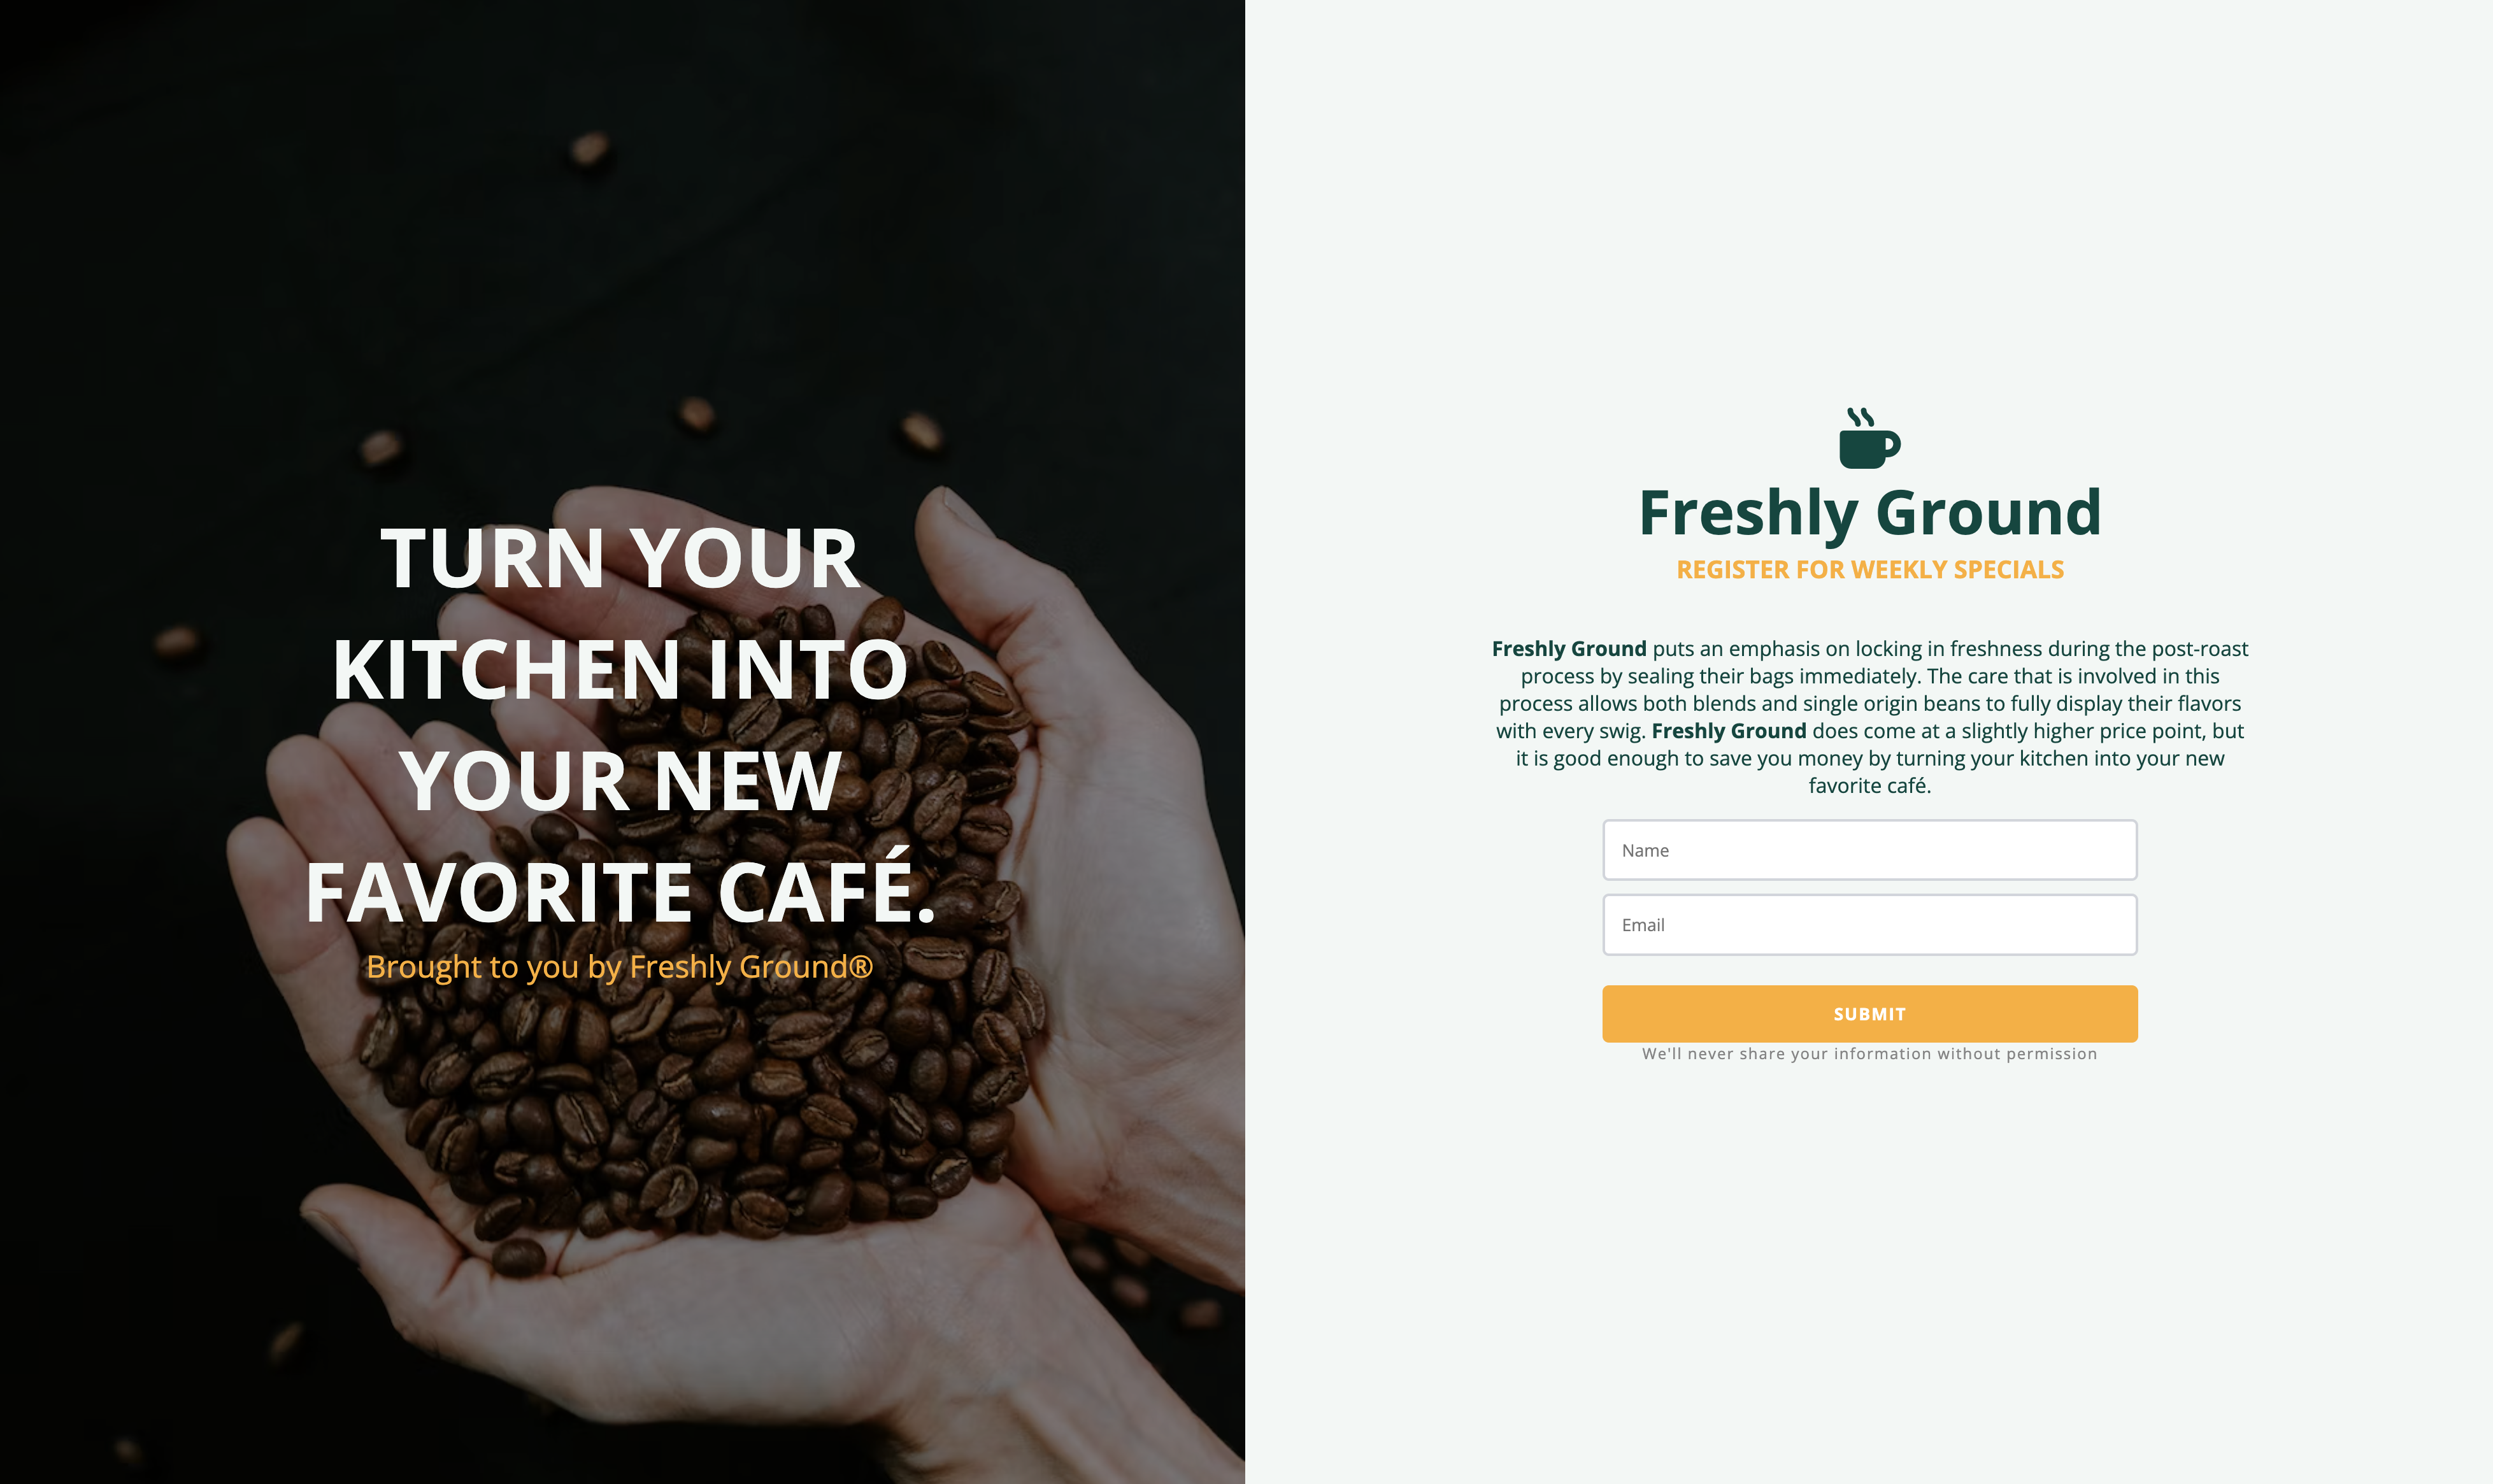 TURN YOUR
KITCHEN INTO
YOUR NEW
FAVORITE CAFÉ.
Brought to you by Freshly Ground®
Freshly Ground
REGISTER FOR WEEKLY SPECIALS
Freshly Ground puts an emphasis on locking in freshness during the post-roast
process by sealing their bags immediately. The care that is involved in this
process allows both blends and single origin beans to fully display their flavors
with every swig. Freshly Ground does come at a slightly higher price point, but
it is good enough to save you money by turning your kitchen into your new
favorite café.
Name
Email
SUBMIT
We'll never share your information without permission